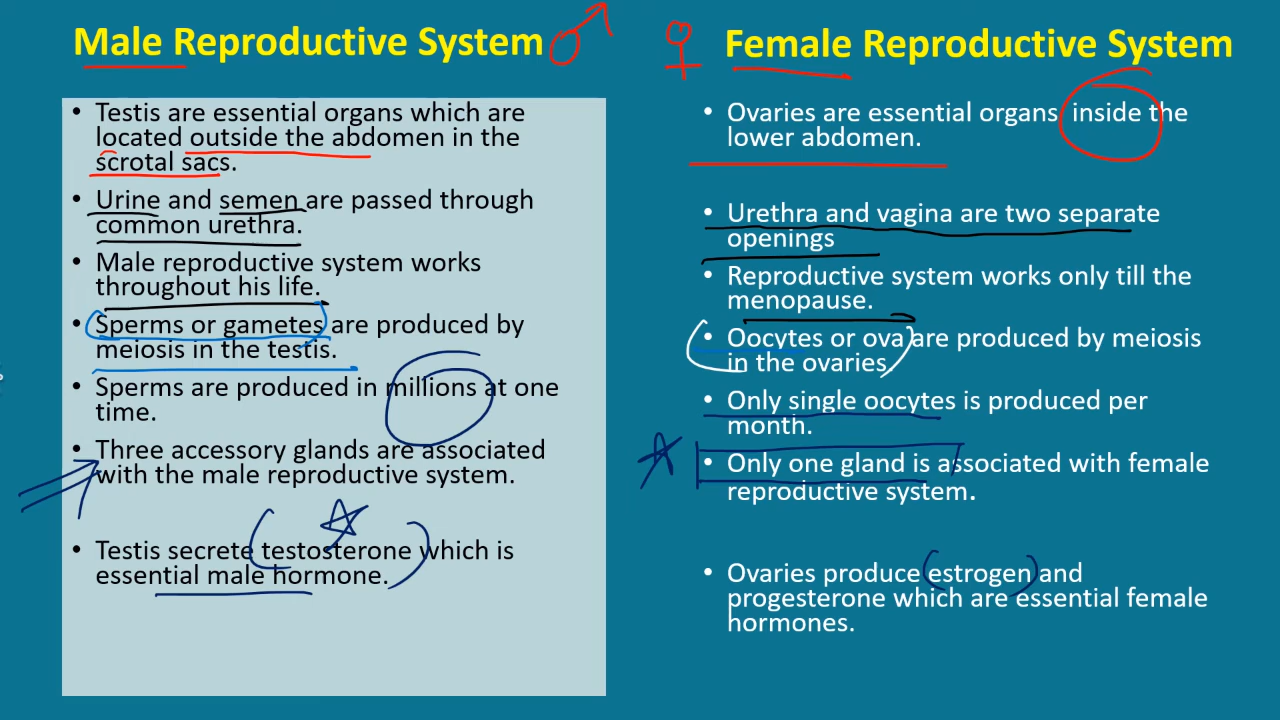 Male Reproductive System
• Testis are essential organs which are
located outside the abdomen in the
scrotal sacs.
• Urine and semen are passed through
common urethra.
• Male reproductive system works
throughout his life.
• Sperms or gametes are produced by
meiosis in the testis.
• Sperms are produced in millions at one
time.
• Three accessory glands are associated
with the male reproductive system.
• Testis secrete testosterone which is
essential male hormone.
Female Reproductive System
• Ovaries are essential organs inside the
lower abdomen.
• Urethra and vagina are two separate
openings
• Reproductive system works only till the
menopause.
• Oocytes or ova are produced by meiosis
in the ovaries.
• Only single oocytes is produced per
month.
• Only one gland is associated with female
reproductive system.
• Ovaries produce estrogen and
progesterone which are essential female
hormones.